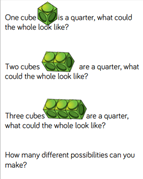 One cube is a quarter, what could
the whole look like?
Two cubes are a quarter, what
could the whole look like?
Three cubes are a quarter,
what could the whole look like?
How many different possibilities can you
make?